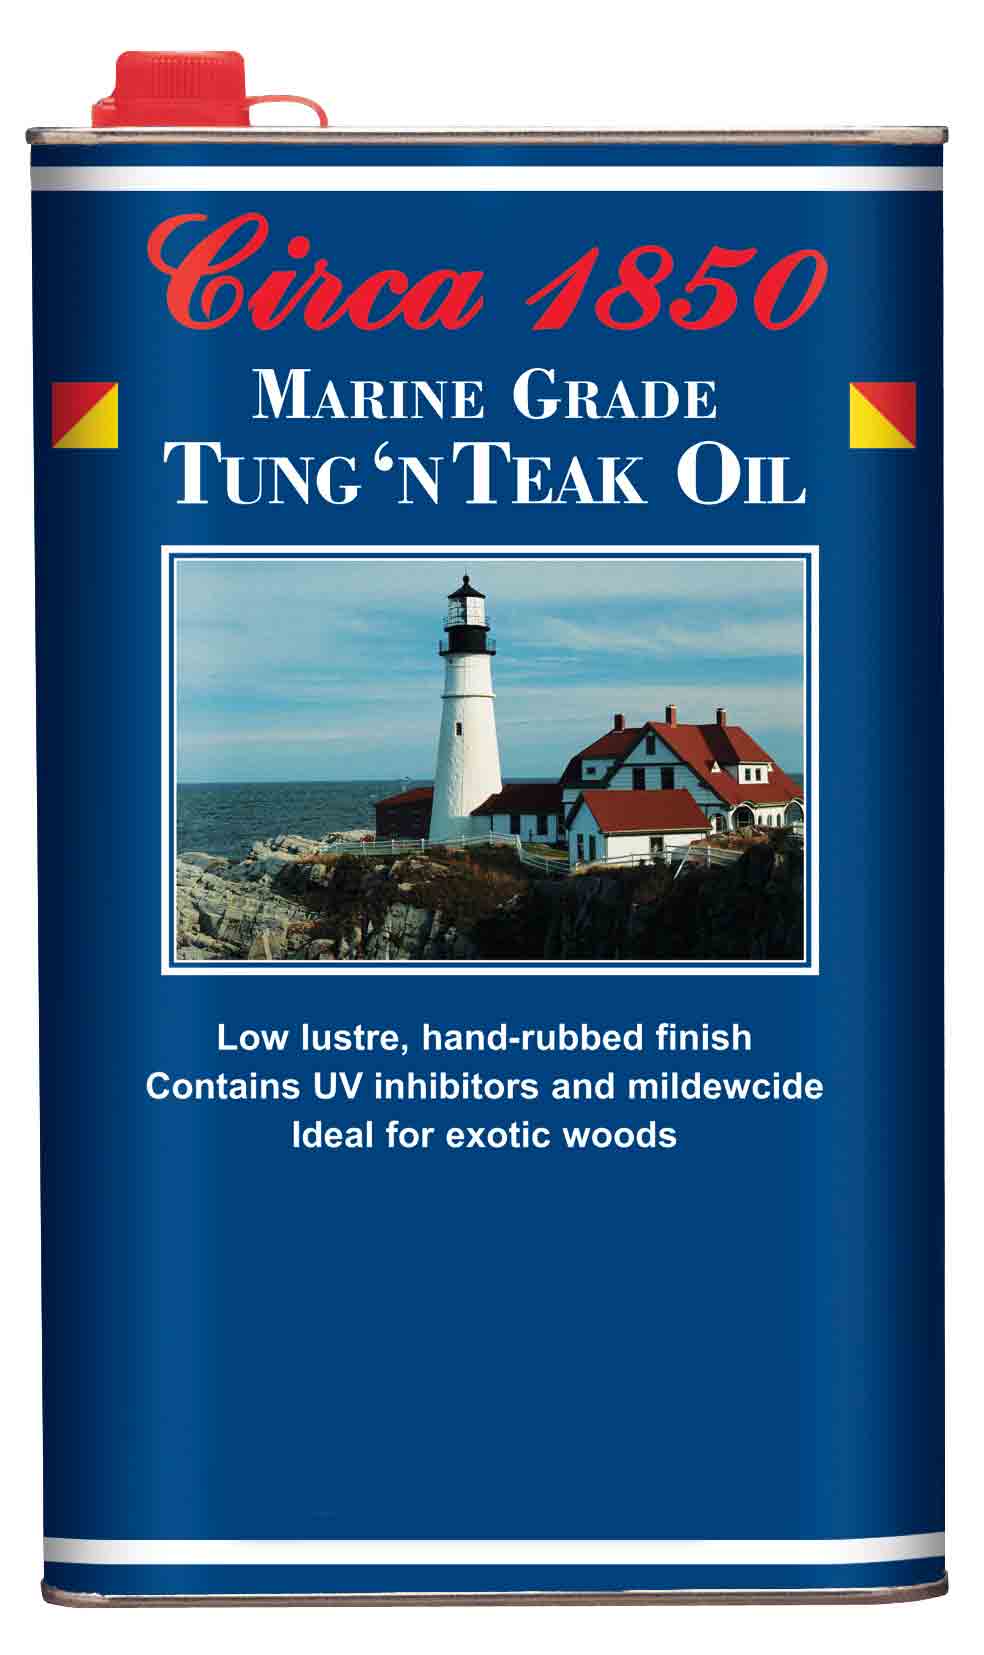 Circa 1850
MARINE GRADE
TUNG ‘N TEAK OIL
Low lustre, hand-rubbed finish
Contains UV inhibitors and mildewcide
Ideal for exotic woods